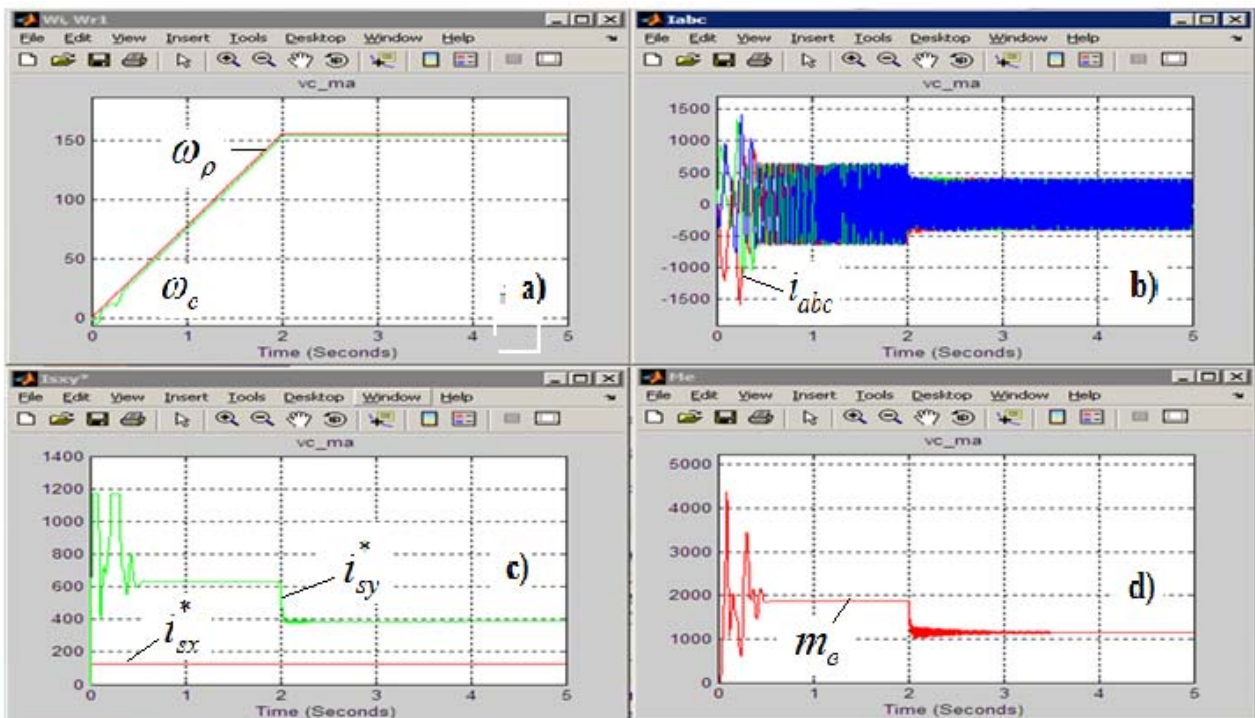 Wi, Wr1
File Edit View Insert Tools Desktop Window Help
vc_ma
150
100
50
0
0 1 2 3 4 5
Time (Seconds)
ωρ
ωe
a)
Iabc
File Edit View Insert Tools Desktop Window Help
vc_ma
1500
1000
500
0
-500
-1000
-1500
0 1 2 3 4 5
Time (Seconds)
iabc
b)
Isxy*
File Edit View Insert Tools Desktop Window Help
vc_ma
1400
1200
1000
800
600
400
200
0
0 1 2 3 4 5
Time (Seconds)
i*sy
i*sx
c)
Me
File Edit View Insert Tools Desktop Window Help
vc_ma
5000
4000
3000
2000
1000
0
0 1 2 3 4 5
Time (Seconds)
me
d)